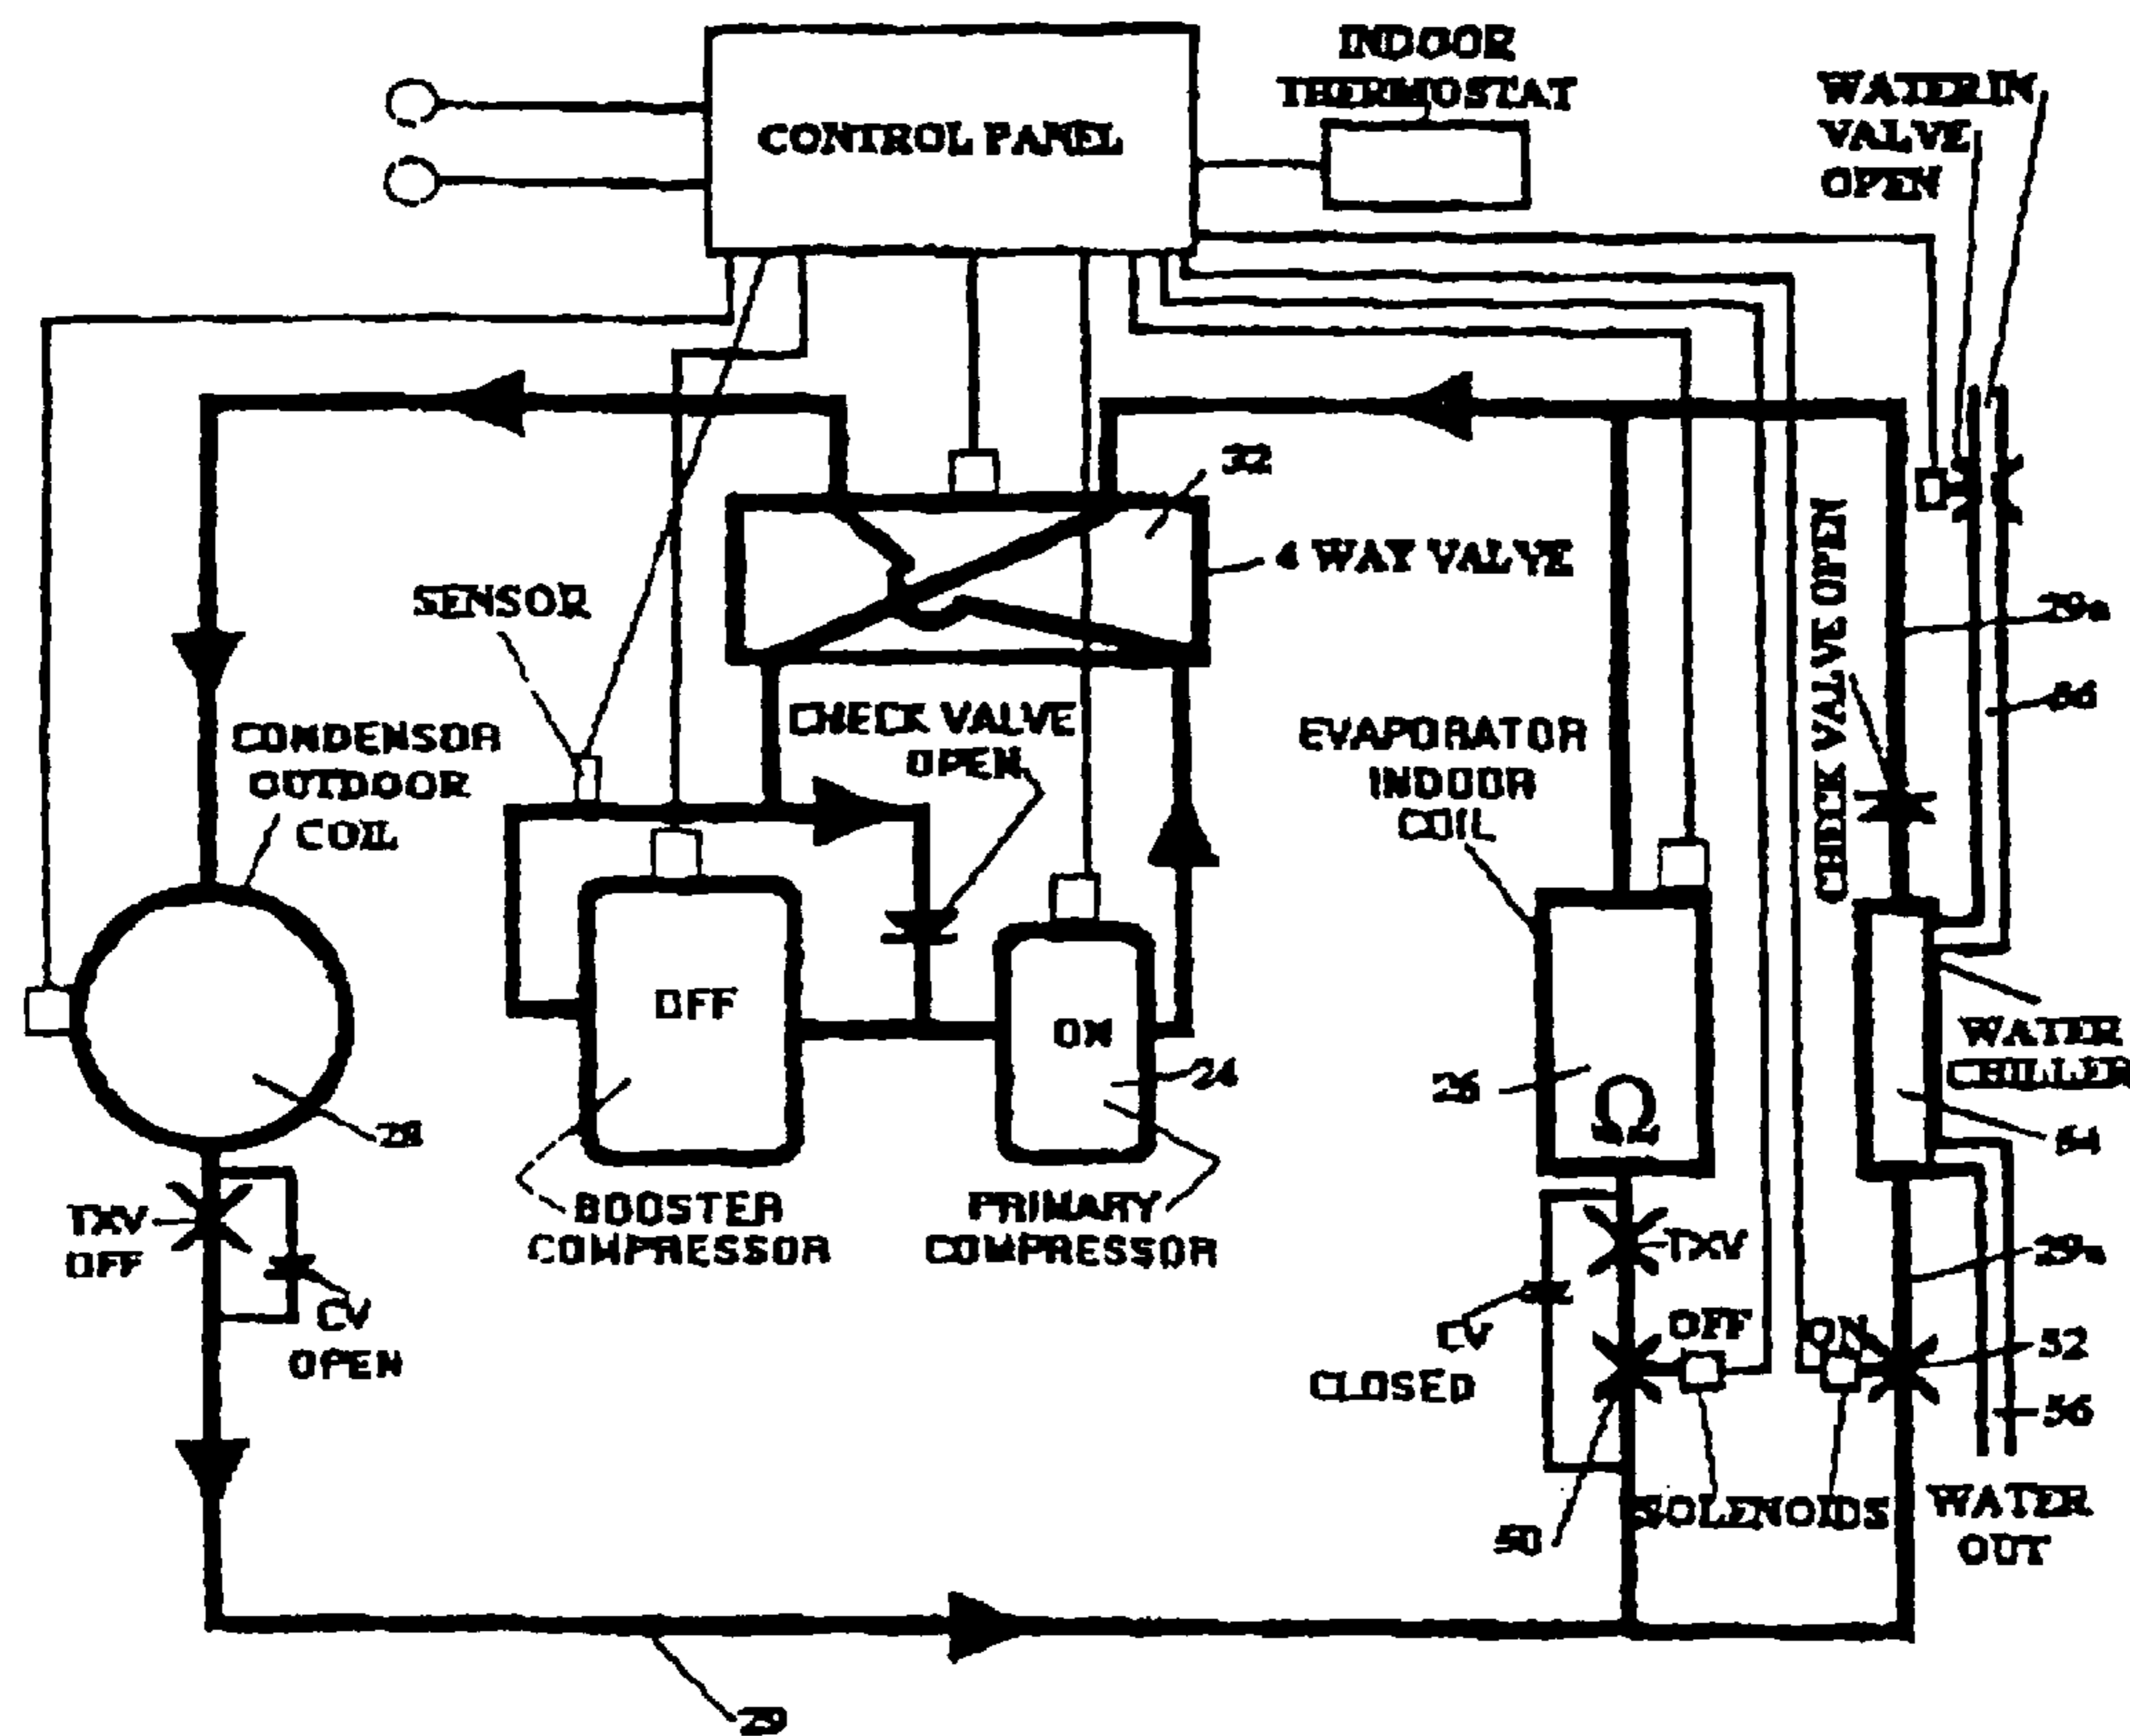 INDOOR
THERMOSTAT
WATER IN
VALVE
OPEN
CONTROL PANEL
32
4 WAY VALVE
SENSOR
CHECK VALVE OPEN
CHECK VALVE
OPEN
CONDENSOR
OUTDOOR
COIL
EVAPORATOR
INDOOR
COIL
OFF
ON
24
26
Ω
WATER
CHILLER
TXV
OFF
CV
OPEN
BOOSTER
COMPRESSOR
PRIMARY
COMPRESSOR
TXV
CV
CLOSED
OFF
ON
52
56
SOLENOIDS
50
WATER
OUT
29